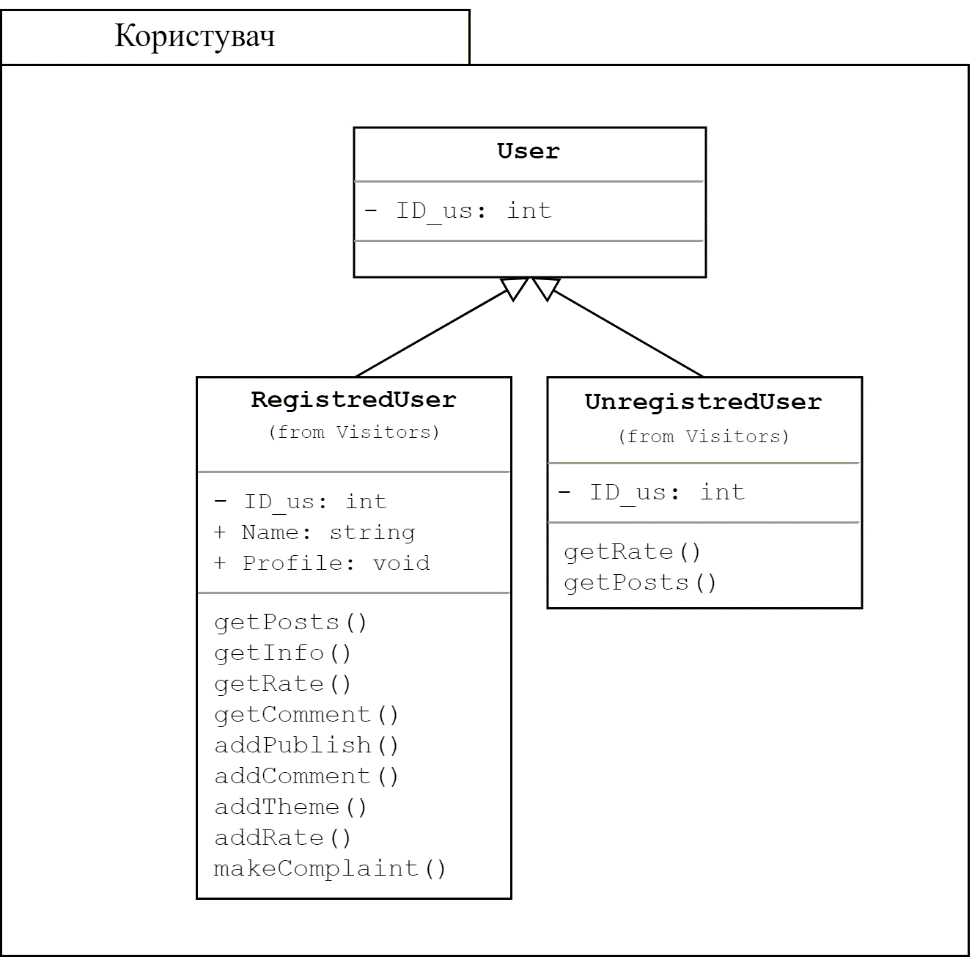 Користувач
User
- ID_us: int
RegistredUser
(from Visitors)
- ID_us: int
+ Name: string
+ Profile: void
getPosts()
getInfo()
getRate()
getComment()
addPublish()
addComment()
addTheme()
addRate()
makeComplaint()
UnregistredUser
(from Visitors)
- ID_us: int
getRate()
getPosts()